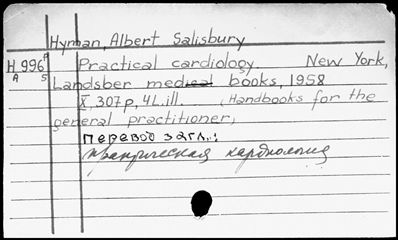 Hyman, Albert Salisbury
H 996 P Practical cardiology. New York,
A S Landsber medical books, 1958
X, 307 p, 4 L. ill. (Handbooks for the
general practitioner,
перевод загл.:
практическая кардиология